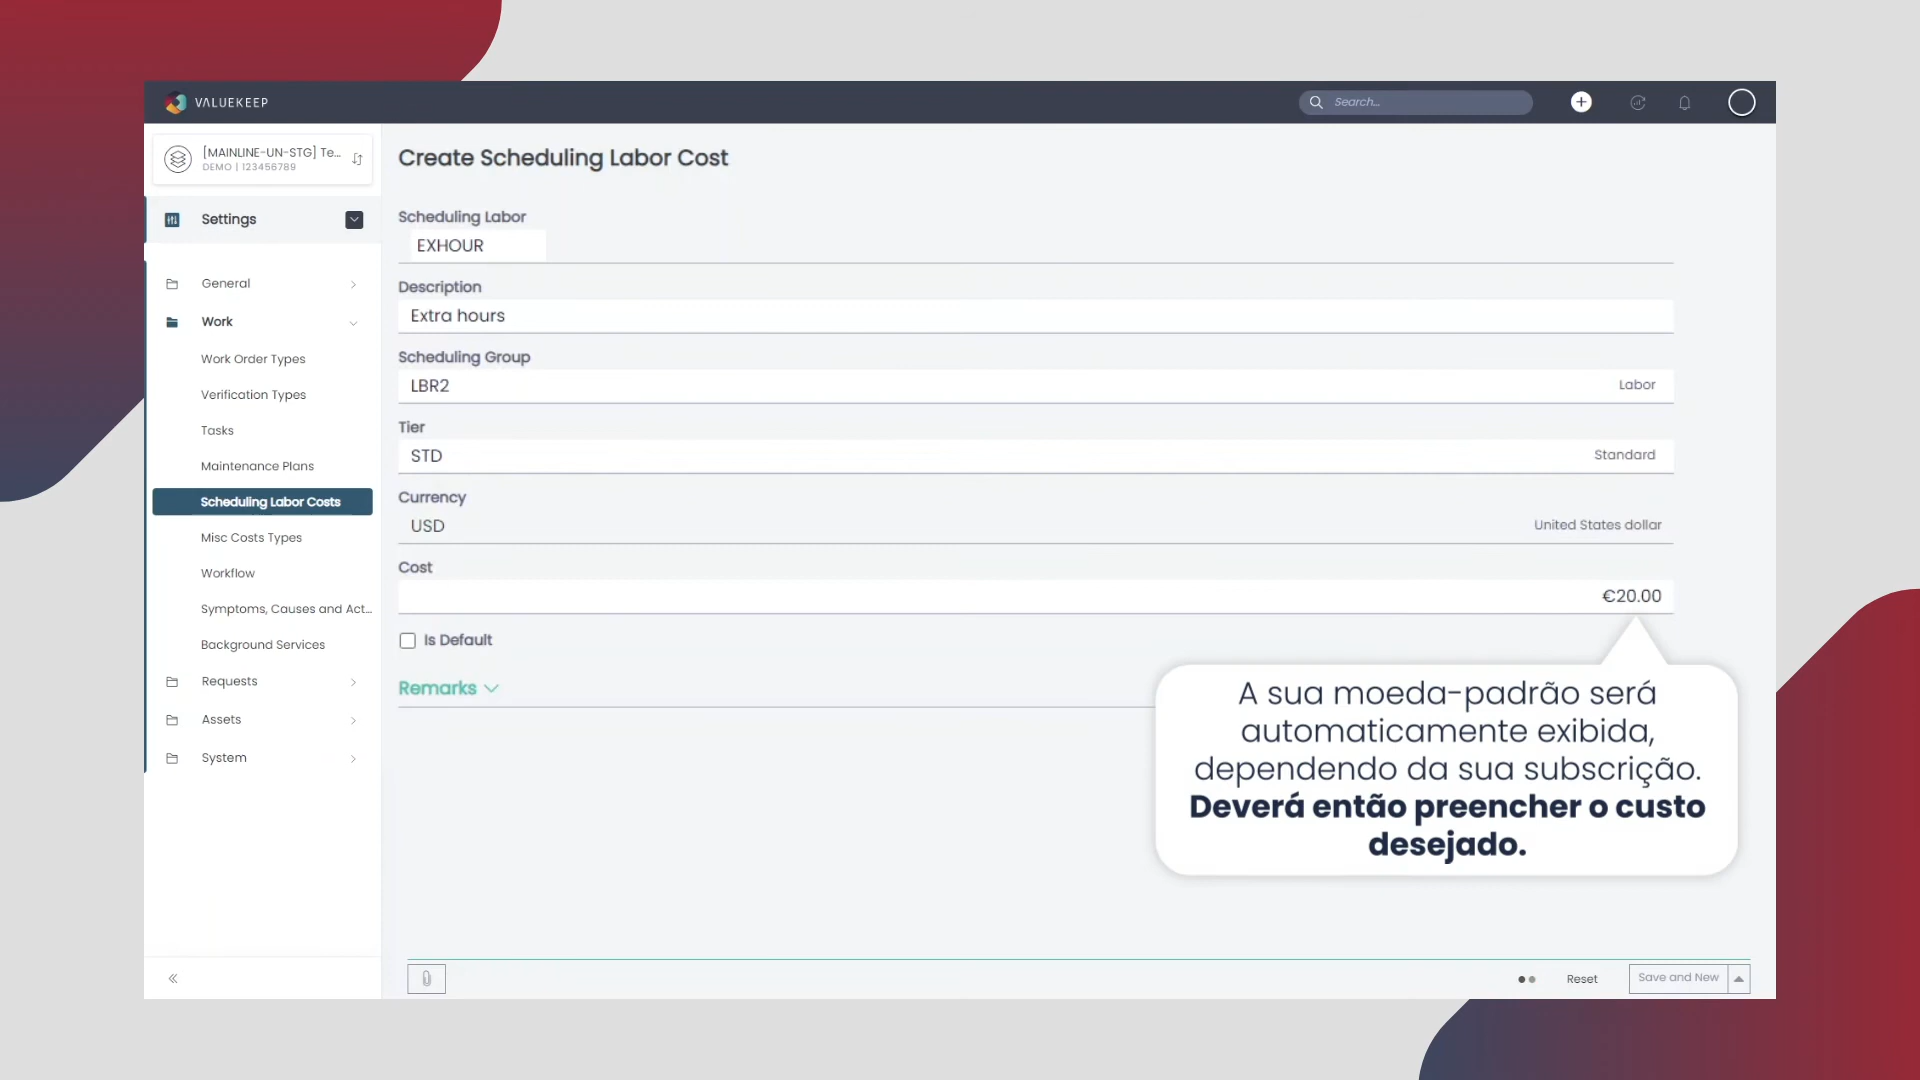 VALUEKEEP
Search...
[MAINLINE-UN-STG] Te...
DEMO | 123456789
Settings
General
Work
Work Order Types
Verification Types
Tasks
Maintenance Plans
Scheduling Labor Costs
Misc Costs Types
Workflow
Symptoms, Causes and Act...
Background Services
Requests
Assets
System
Create Scheduling Labor Cost
Scheduling Labor
EXHOUR
Description
Extra hours
Scheduling Group
LBR2 Labor
Tier
STD Standard
Currency
USD United States dollar
Cost
€20.00
Is Default
Remarks
A sua moeda-padrão será
automaticamente exibida,
dependendo da sua subscrição.
Deverá então preencher o custo
desejado.
Reset
Save and New